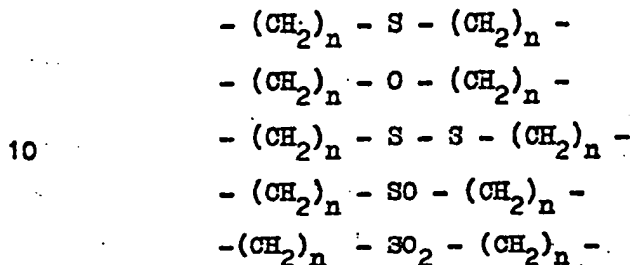 - (CH2)n - S - (CH2)n -
- (CH2)n - O - (CH2)n -
10 - (CH2)n - S - S - (CH2)n -
- (CH2)n - SO - (CH2)n -
-(CH2)n - SO2 - (CH2)n -